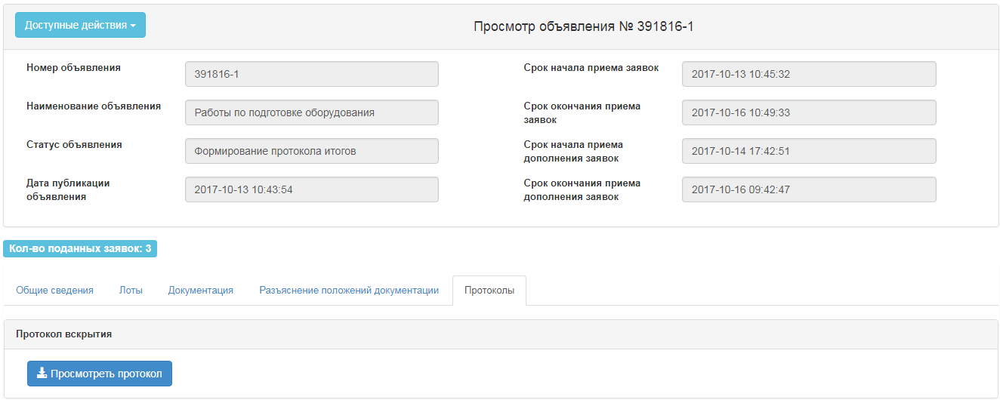 Доступные действия
Просмотр объявления № 391816-1
Номер объявления
391816-1
Наименование объявления
Работы по подготовке оборудования
Статус объявления
Формирование протокола итогов
Дата публикации
объявления
2017-10-13 10:43:54
Срок начала приема заявок
2017-10-13 10:45:32
Срок окончания приема
заявок
2017-10-16 10:49:33
Срок начала приема
дополнения заявок
2017-10-14 17:42:51
Срок окончания приема
дополнения заявок
2017-10-16 09:42:47
Кол-во поданных заявок: 3
Общие сведения
Лоты
Документация
Разъяснение положений документации
Протоколы
Протокол вскрытия
Просмотреть протокол